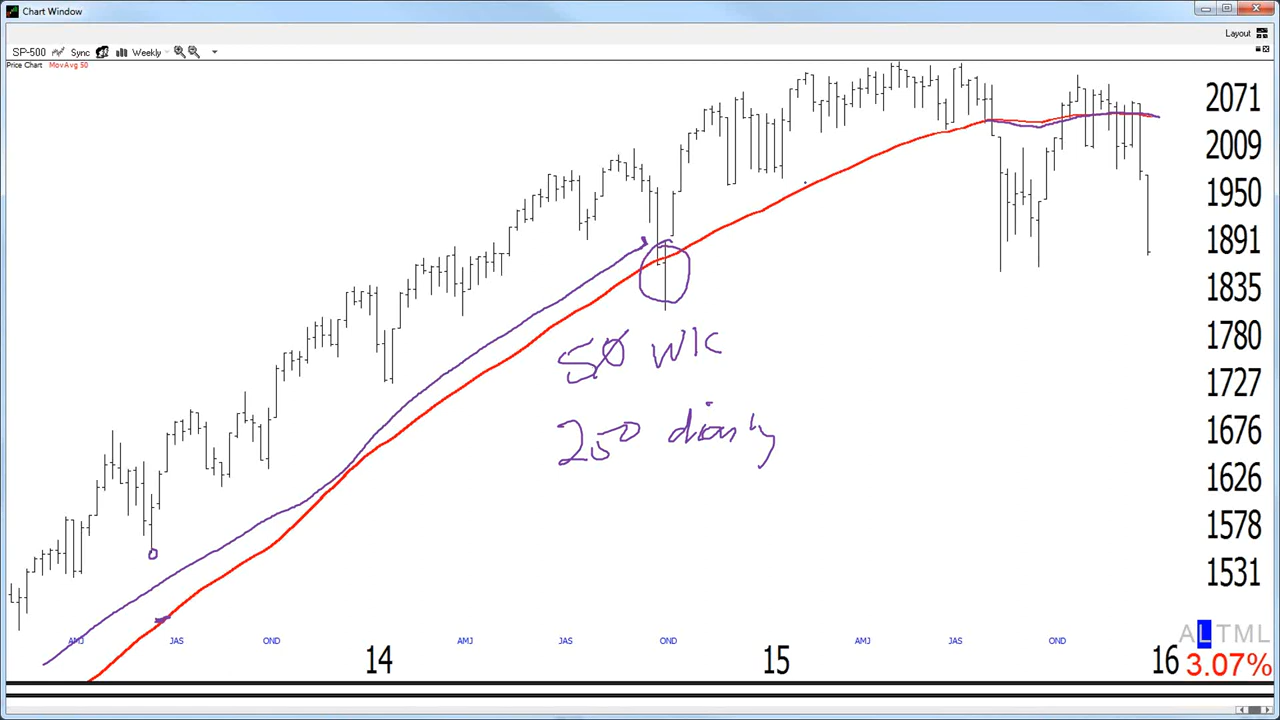 Chart Window
Layout
SP-500 Sync Weekly
Price Chart MovAvg 50
2071
2009
1950
1891
1835
1780
1727
1676
1626
1578
1531
50 WK
250
AMJ JAS OND AMJ JAS OND AMJ JAS OND
14 15 16
ALTML
3.07%